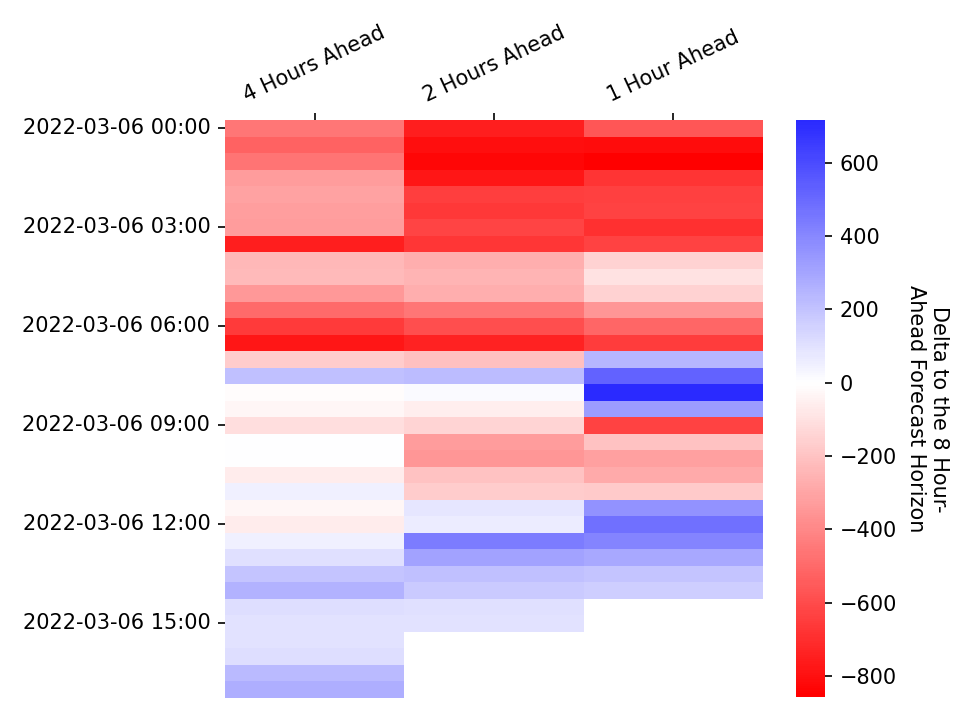 4 Hours Ahead
2 Hours Ahead
1 Hour Ahead
2022-03-06 00:00
2022-03-06 03:00
2022-03-06 06:00
2022-03-06 09:00
2022-03-06 12:00
2022-03-06 15:00
600
400
200
0
−200
−400
−600
−800
Delta to the 8 Hour-
Ahead Forecast Horizon